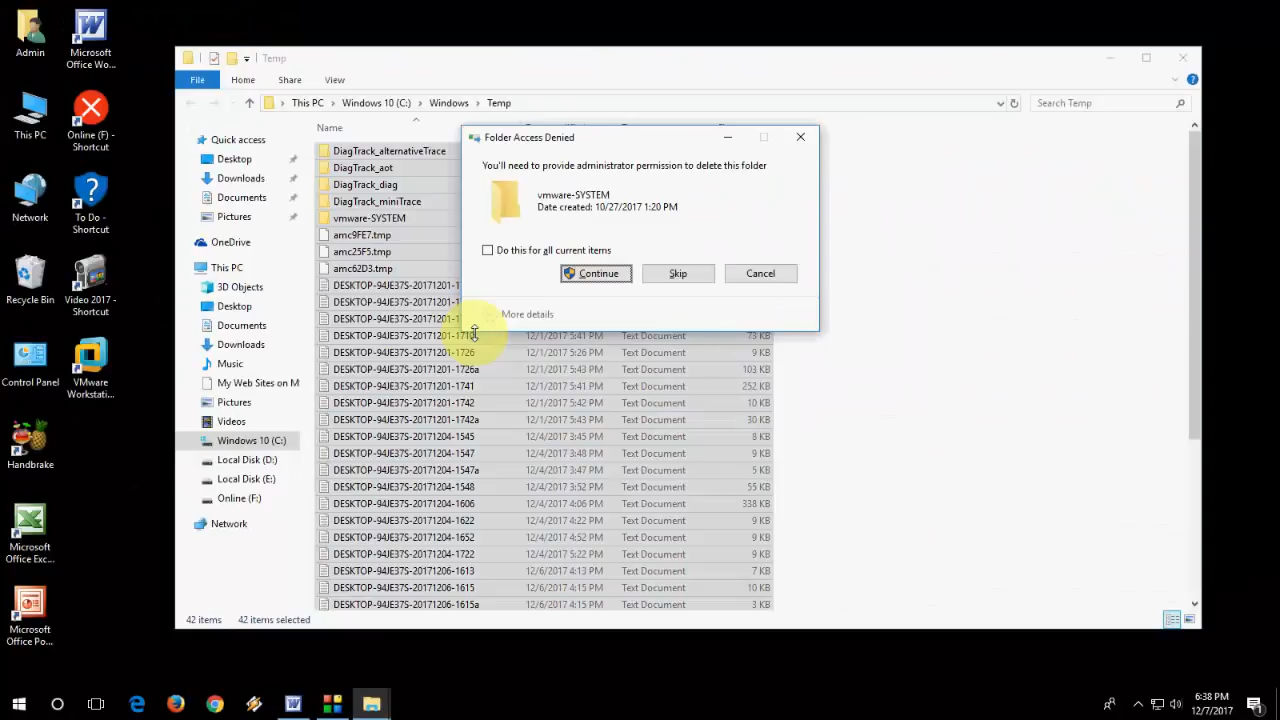 Admin
Microsoft
Office Wo...
This PC
Online (F) -
Shortcut
Network
To Do -
Shortcut
Recycle Bin
Video 2017 -
Shortcut
Control Panel
VMware
Workstati...
Handbrake
Microsoft
Office Exc...
Microsoft
Office Po...
Temp
File
Home
Share
View
This PC
Windows 10 (C:)
Windows
Temp
Search Temp
Quick access
Desktop
Downloads
Documents
Pictures
OneDrive
This PC
3D Objects
Desktop
Documents
Downloads
Music
My Web Sites on M
Pictures
Videos
Windows 10 (C:)
Local Disk (D:)
Local Disk (E:)
Online (F:)
Network
Name
DiagTrack_alternativeTrace
DiagTrack_aot
DiagTrack_diag
DiagTrack_miniTrace
vmware-SYSTEM
amc9FE7.tmp
amc25F5.tmp
amc62D3.tmp
DESKTOP-94JE37S-20171201-1
DESKTOP-94JE37S-20171201-1
DESKTOP-94JE37S-20171201-1
DESKTOP-94JE37S-20171201-1710 12/1/2017 5:41 PM Text Document 73 KB
DESKTOP-94JE37S-20171201-1726 12/1/2017 5:26 PM Text Document 9 KB
DESKTOP-94JE37S-20171201-1726a 12/1/2017 5:43 PM Text Document 103 KB
DESKTOP-94JE37S-20171201-1741 12/1/2017 5:41 PM Text Document 252 KB
DESKTOP-94JE37S-20171201-1742 12/1/2017 5:42 PM Text Document 10 KB
DESKTOP-94JE37S-20171201-1742a 12/1/2017 5:43 PM Text Document 30 KB
DESKTOP-94JE37S-20171204-1545 12/4/2017 3:45 PM Text Document 8 KB
DESKTOP-94JE37S-20171204-1547 12/4/2017 3:48 PM Text Document 9 KB
DESKTOP-94JE37S-20171204-1547a 12/4/2017 3:47 PM Text Document 5 KB
DESKTOP-94JE37S-20171204-1548 12/4/2017 3:52 PM Text Document 55 KB
DESKTOP-94JE37S-20171204-1606 12/4/2017 4:22 PM Text Document 338 KB
DESKTOP-94JE37S-20171204-1622 12/4/2017 4:22 PM Text Document 9 KB
DESKTOP-94JE37S-20171204-1652 12/4/2017 4:52 PM Text Document 9 KB
DESKTOP-94JE37S-20171204-1722 12/4/2017 5:22 PM Text Document 9 KB
DESKTOP-94JE37S-20171206-1613 12/6/2017 4:13 PM Text Document 7 KB
DESKTOP-94JE37S-20171206-1615 12/6/2017 4:15 PM Text Document 10 KB
DESKTOP-94JE37S-20171206-1615a 12/6/2017 4:15 PM Text Document 3 KB
Folder Access Denied
You'll need to provide administrator permission to delete this folder
vmware-SYSTEM
Date created: 10/27/2017 1:20 PM
Do this for all current items
Continue
Skip
Cancel
More details
42 items
42 items selected
6:38 PM
12/7/2017